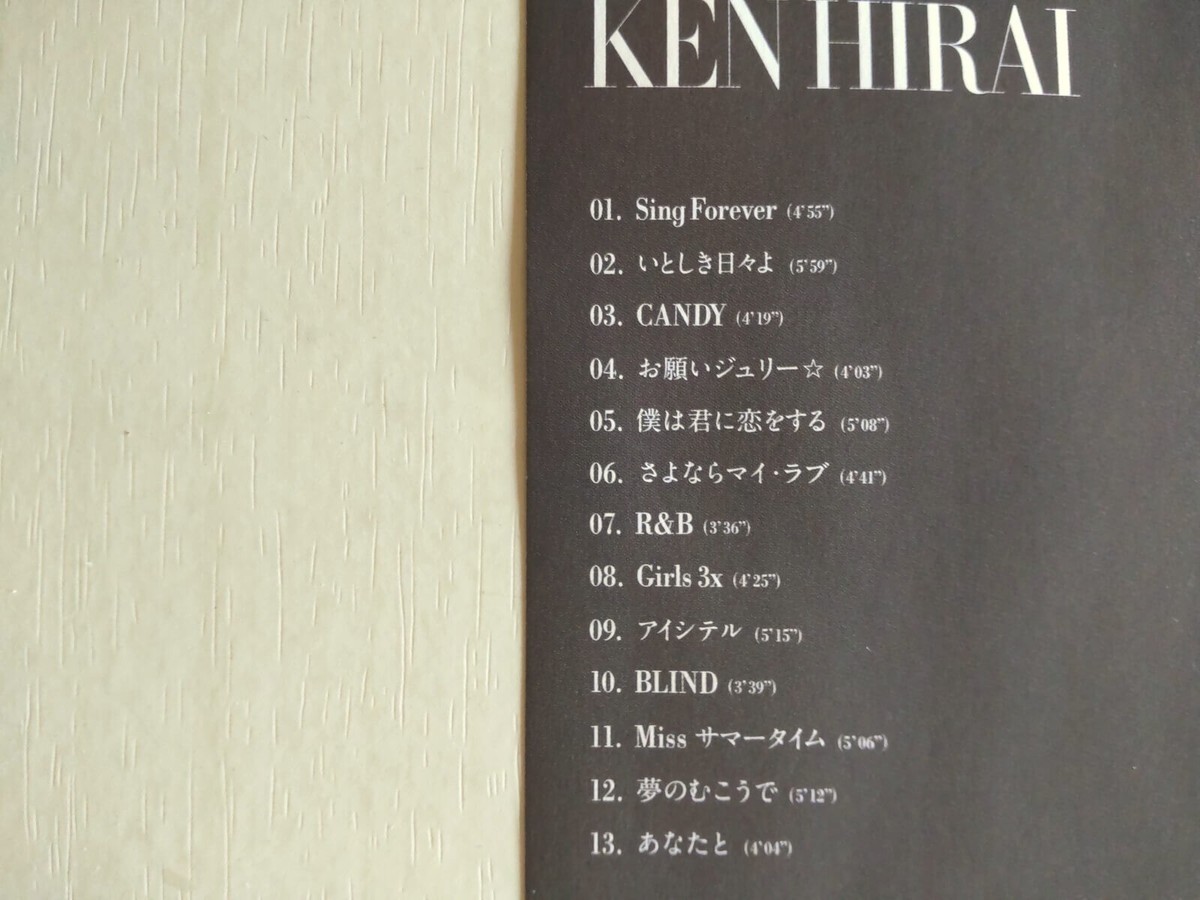 KEN HIRAI
01. Sing Forever (4'55")
02. いとしき日々よ (5'59")
03. CANDY (4'19")
04. お願いジュリー☆ (4'03")
05. 僕は君に恋をする (5'08")
06. さよならマイ・ラブ (4'41")
07. R&B (3'36")
08. Girls 3x (4'25")
09. アイシテル (5'15")
10. BLIND (3'39")
11. Miss サマータイム (5'06")
12. 夢のむこうで (5'12")
13. あなたと (4'04")